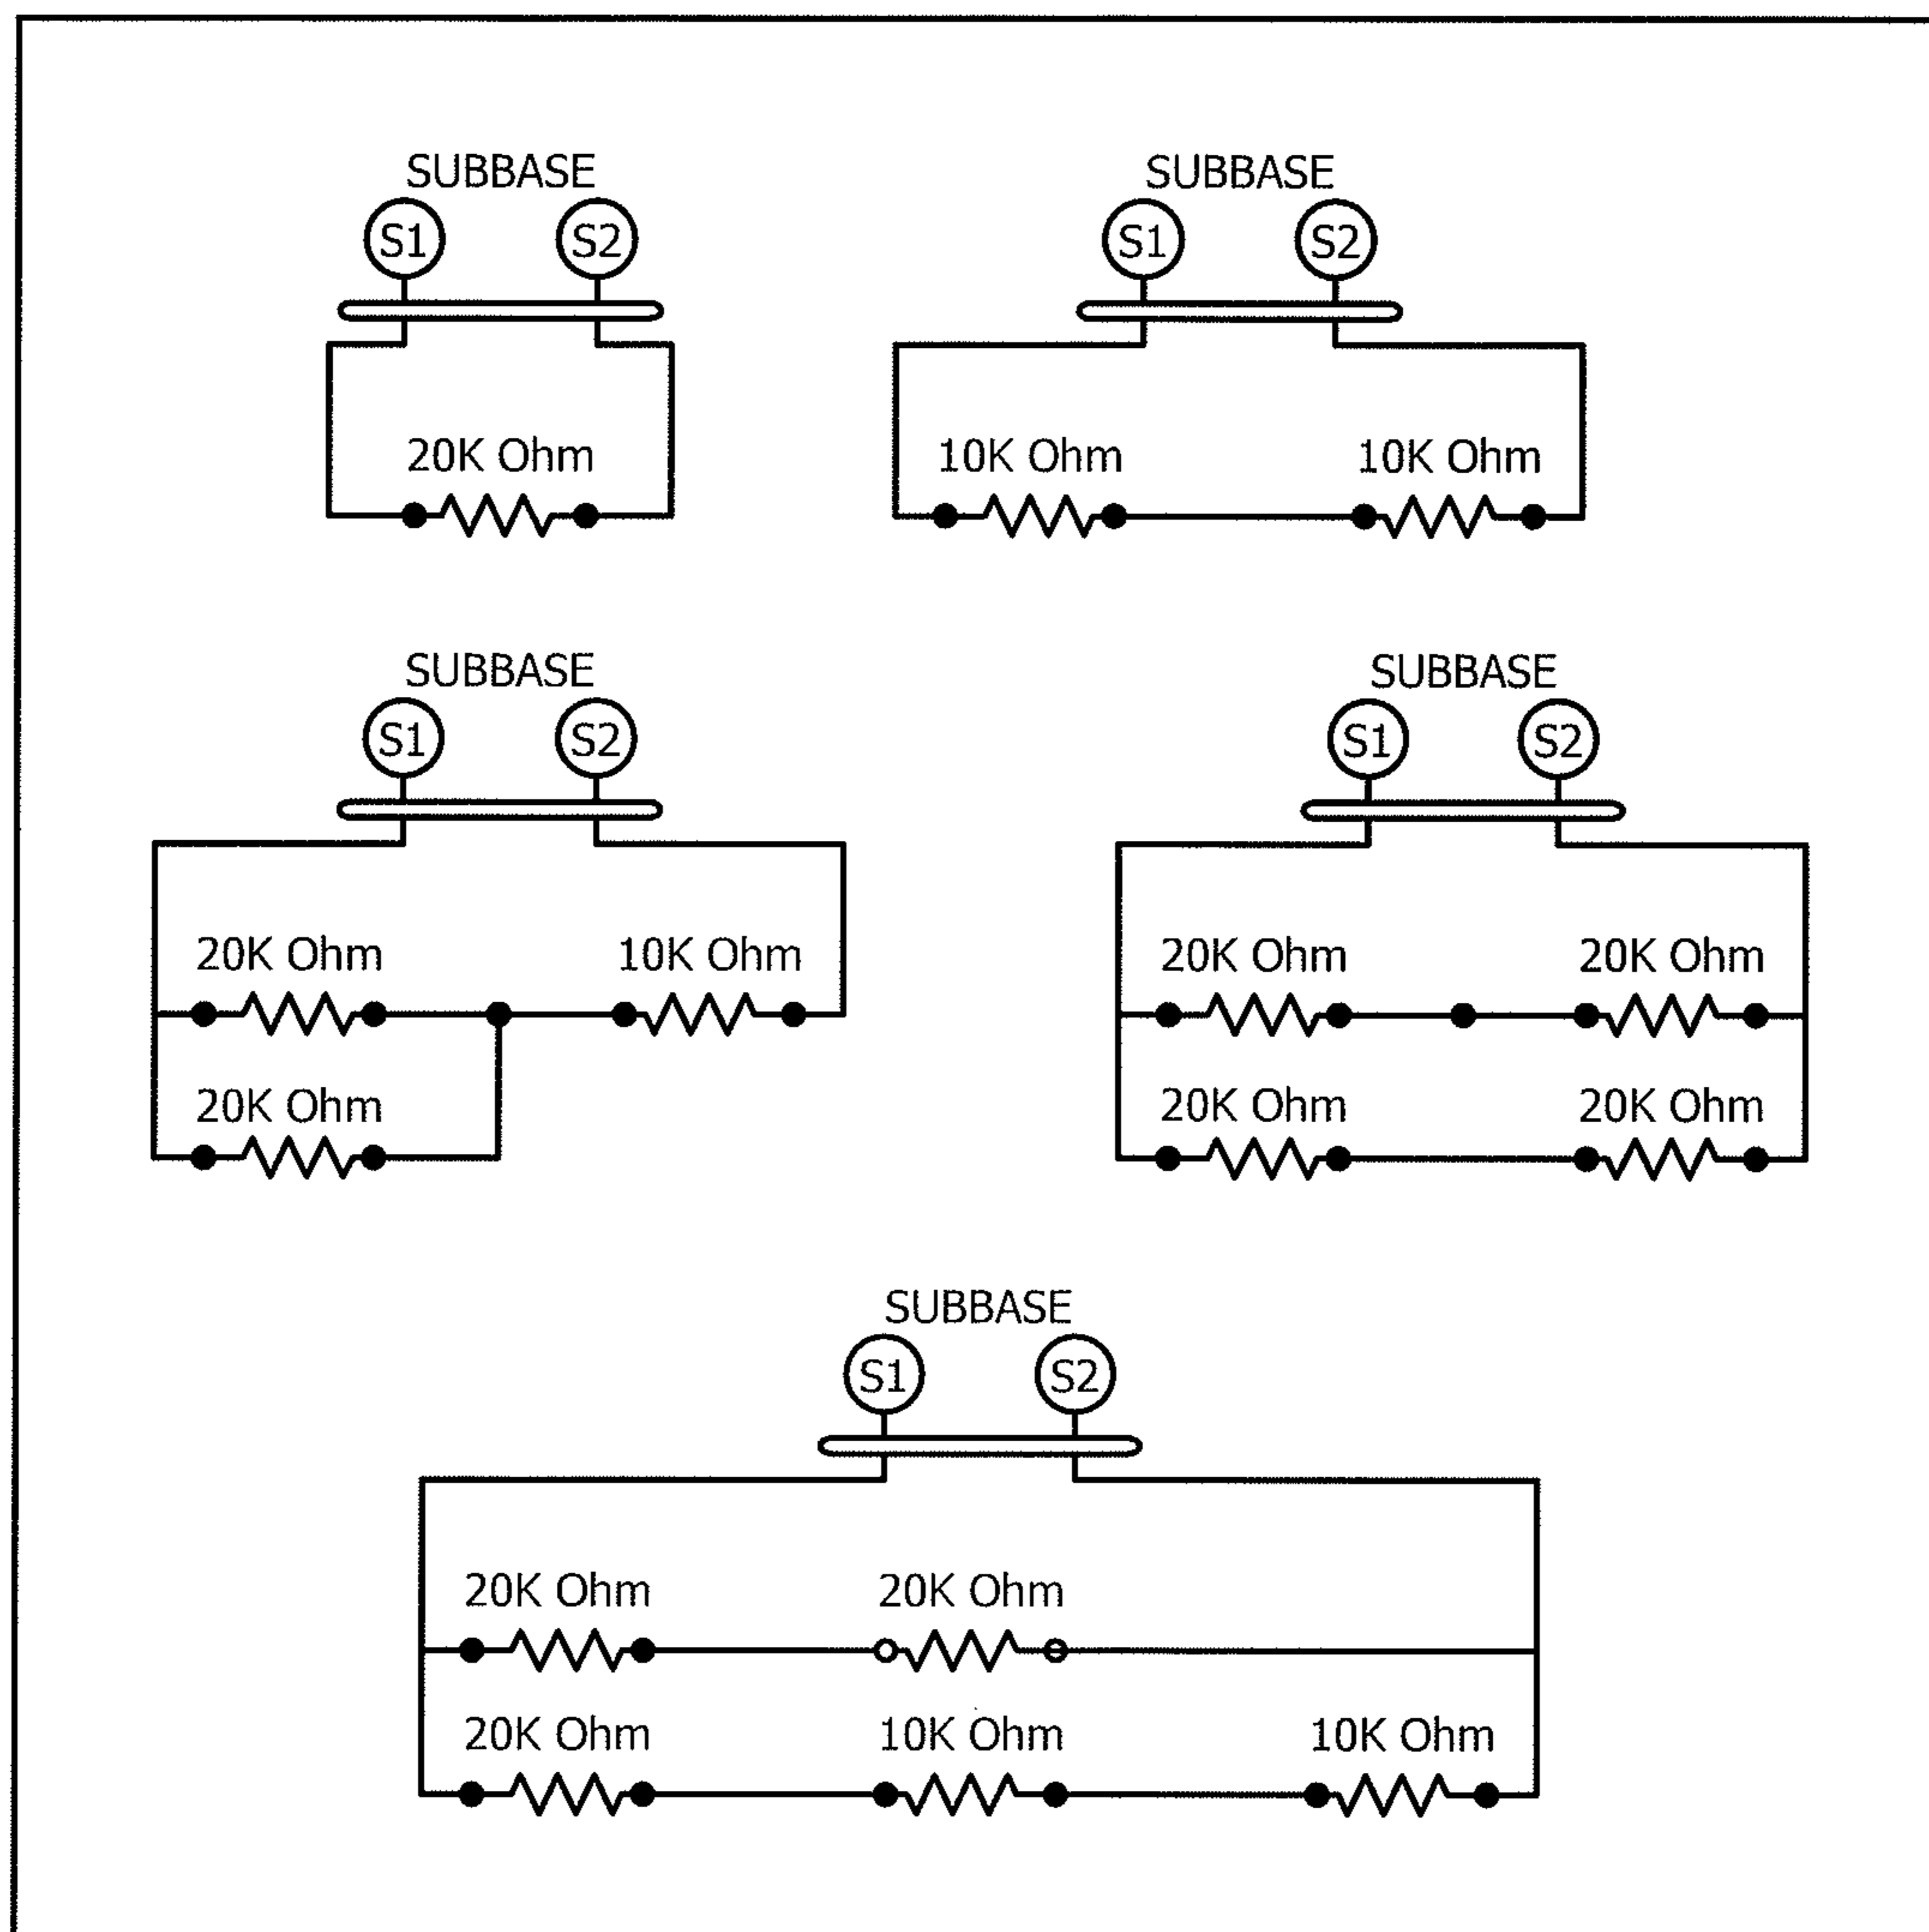 SUBBASE SUBBASE
S1 S2 S1 S2
20K Ohm 10K Ohm 10K Ohm
SUBBASE SUBBASE
S1 S2 S1 S2
20K Ohm 10K Ohm 20K Ohm 20K Ohm
20K Ohm 20K Ohm 20K Ohm
SUBBASE
S1 S2
20K Ohm 20K Ohm
20K Ohm 10K Ohm 10K Ohm